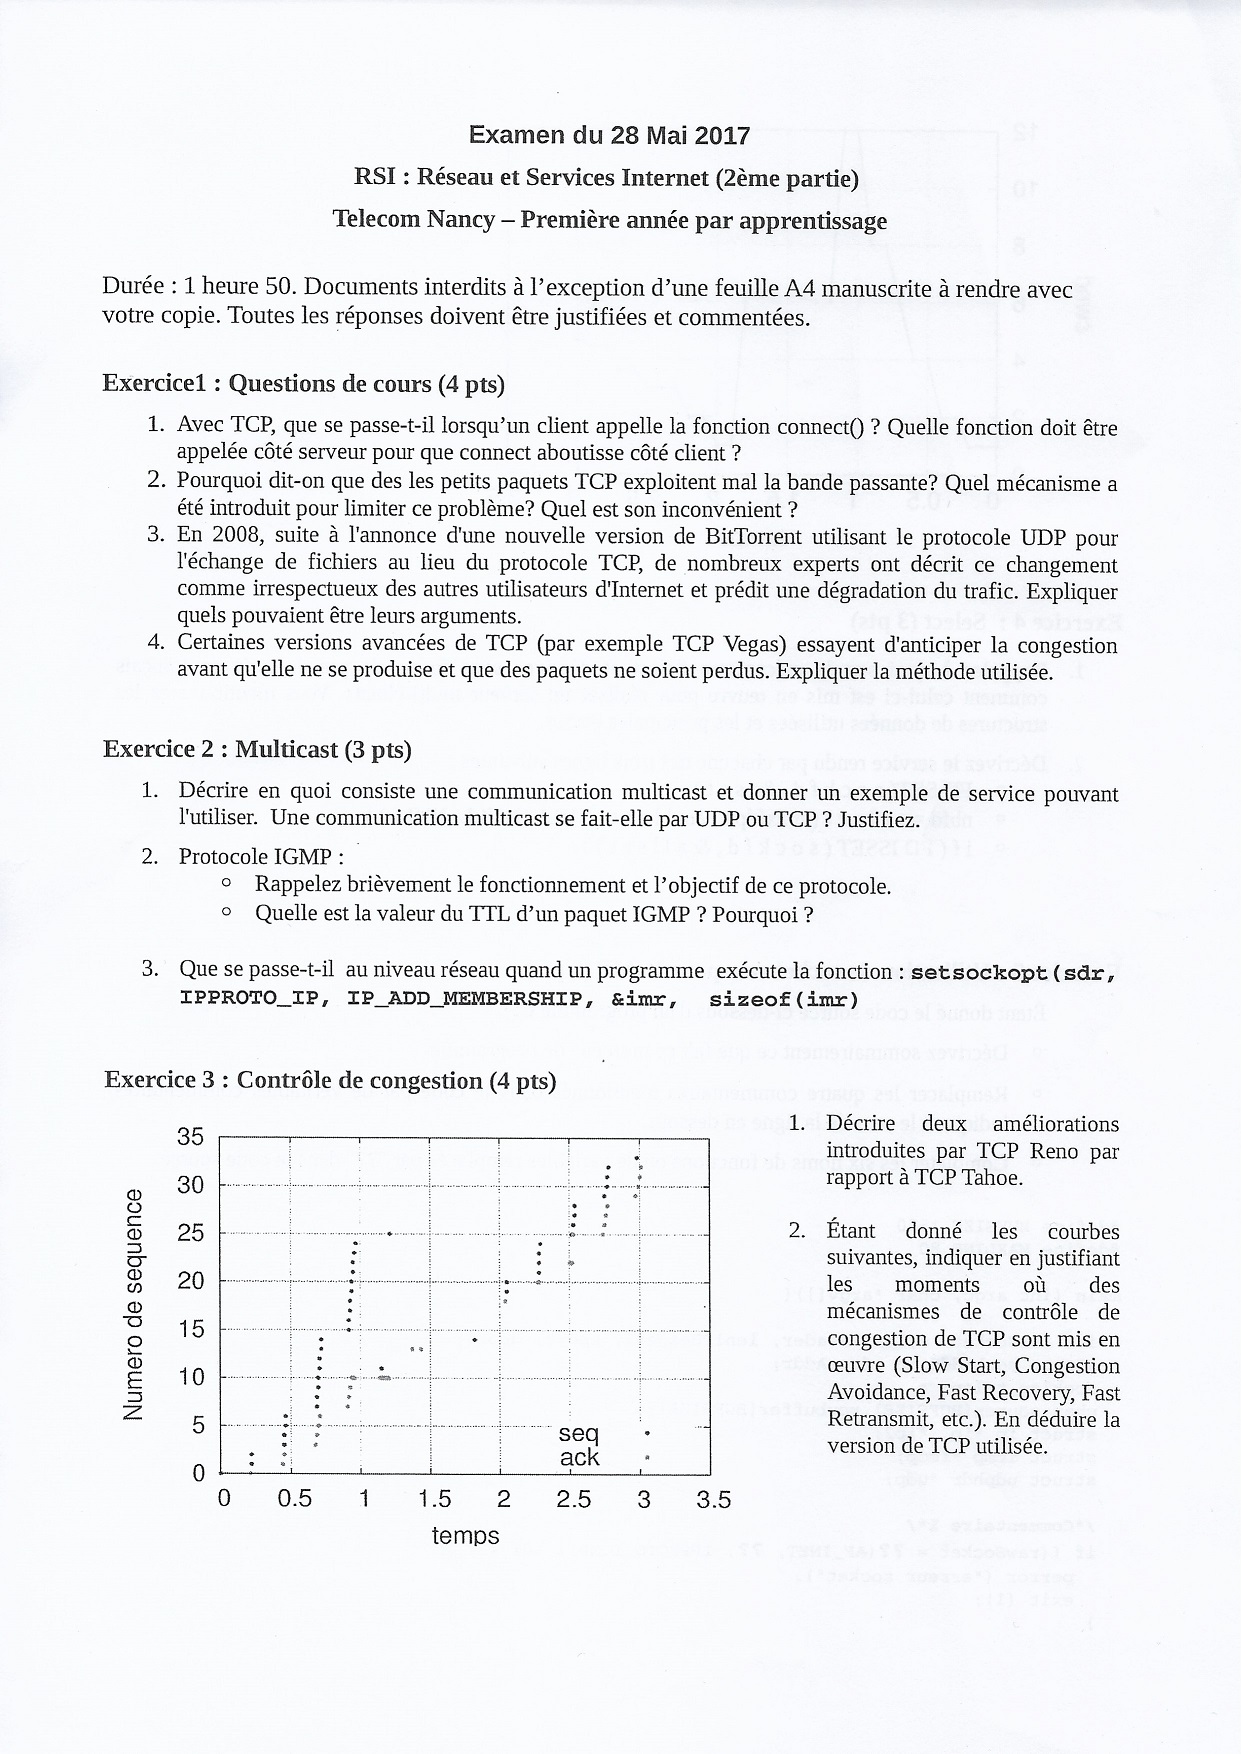 Examen du 28 Mai 2017
RSI : Réseau et Services Internet (2ème partie)
Telecom Nancy – Première année par apprentissage
Durée : 1 heure 50. Documents interdits à l'exception d'une feuille A4 manuscrite à rendre avec
votre copie. Toutes les réponses doivent être justifiées et commentées.
Exercice1 : Questions de cours (4 pts)
1. Avec TCP, que se passe-t-il lorsqu'un client appelle la fonction connect() ? Quelle fonction doit être
appelée côté serveur pour que connect aboutisse côté client ?
2. Pourquoi dit-on que des les petits paquets TCP exploitent mal la bande passante? Quel mécanisme a
été introduit pour limiter ce problème? Quel est son inconvénient ?
3. En 2008, suite à l'annonce d'une nouvelle version de BitTorrent utilisant le protocole UDP pour
l'échange de fichiers au lieu du protocole TCP, de nombreux experts ont décrit ce changement
comme irrespectueux des autres utilisateurs d'Internet et prédit une dégradation du trafic. Expliquer
quels pouvaient être leurs arguments.
4. Certaines versions avancées de TCP (par exemple TCP Vegas) essayent d'anticiper la congestion
avant qu'elle ne se produise et que des paquets ne soient perdus. Expliquer la méthode utilisée.
Exercice 2 : Multicast (3 pts)
1. Décrire en quoi consiste une communication multicast et donner un exemple de service pouvant
l'utiliser. Une communication multicast se fait-elle par UDP ou TCP ? Justifiez.
2. Protocole IGMP :
o Rappelez brièvement le fonctionnement et l'objectif de ce protocole.
o Quelle est la valeur du TTL d'un paquet IGMP ? Pourquoi ?
3. Que se passe-t-il au niveau réseau quand un programme exécute la fonction : setsockopt(sdr,
IPPROTO_IP, IP_ADD_MEMBERSHIP, &imr, sizeof(imr)
Exercice 3 : Contrôle de congestion (4 pts)
35
30
25
20
15
10
5
0
Numero de sequence
seq
ack
0 0.5 1 1.5 2 2.5 3 3.5
temps
1. Décrire deux améliorations
introduites par TCP Reno par
rapport à TCP Tahoe.
2. Étant donné les courbes
suivantes, indiquer en justifiant
les moments où des
mécanismes de contrôle de
congestion de TCP sont mis en
œuvre (Slow Start, Congestion
Avoidance, Fast Recovery, Fast
Retransmit, etc.). En déduire la
version de TCP utilisée.